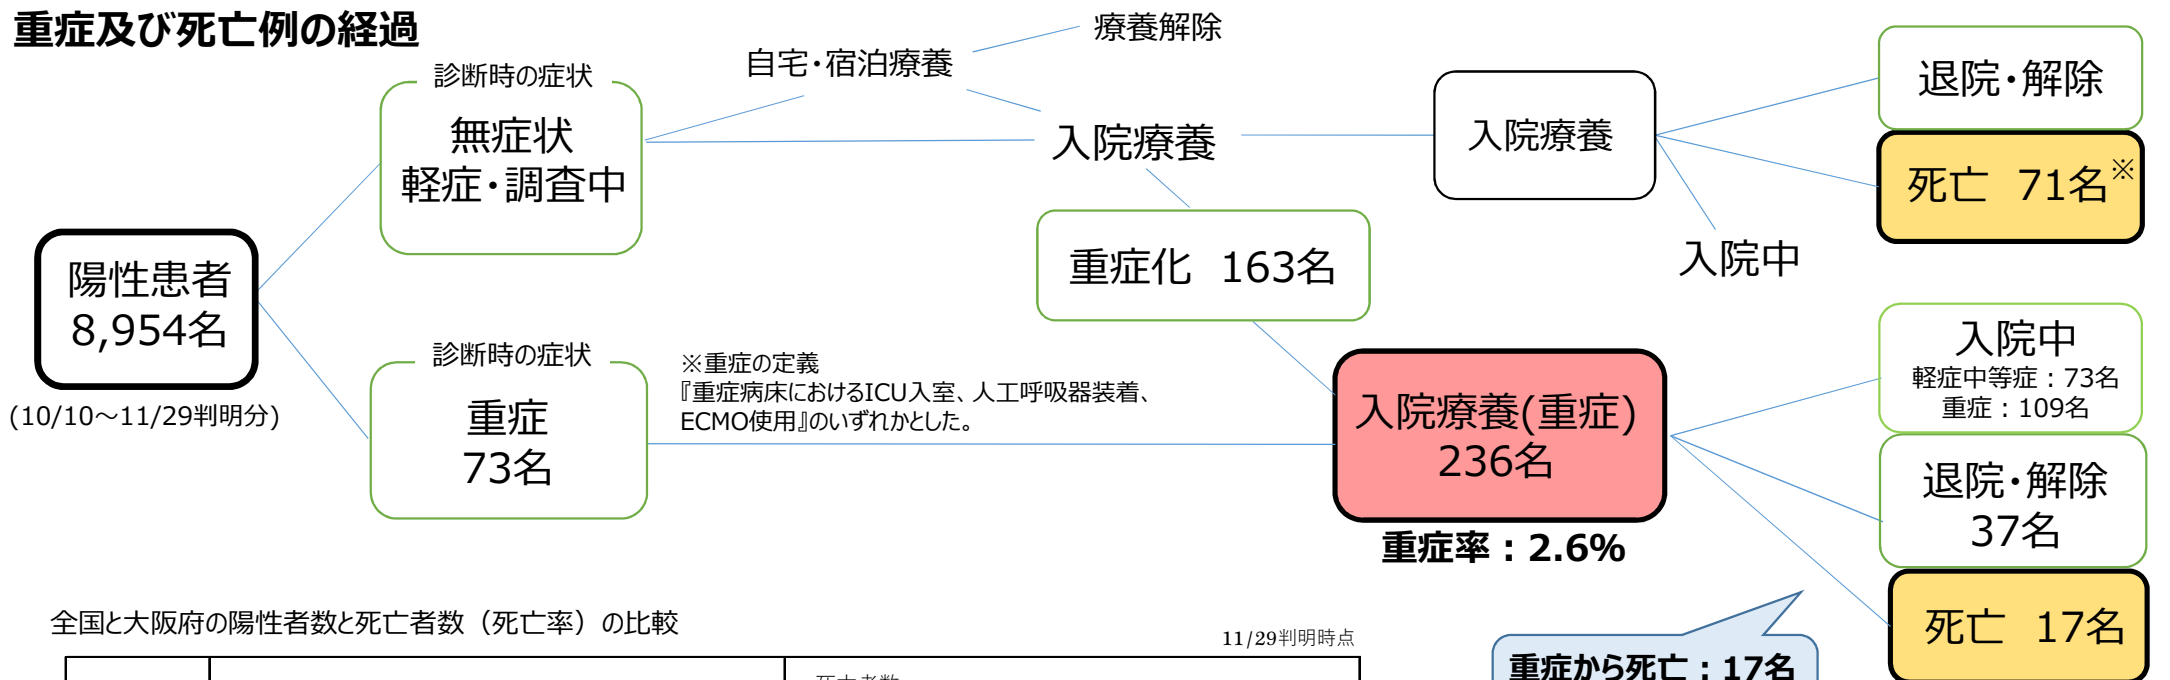 重症及び死亡例の経過
陽性患者
8,954名
(10/10～11/29判明分)
診断時の症状
無症状
軽症・調査中
診断時の症状
重症
73名
自宅・宿泊療養
療養解除
入院療養
重症化 163名
※重症の定義
『重症病床におけるICU入室、人工呼吸器装着、
ECMO使用』のいずれかとした。
入院療養
入院療養(重症)
236名
重症率：2.6%
退院・解除
死亡 71名※
入院中
入院中
軽症中等症：73名
重症：109名
退院・解除
37名
死亡 17名
重症から死亡：17名
全国と大阪府の陽性者数と死亡者数（死亡率）の比較
11/29判明時点